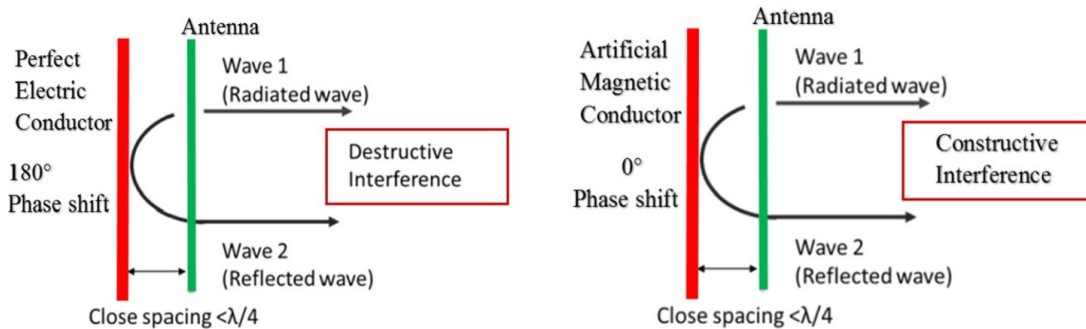 Antenna
Perfect
Electric
Conductor
180°
Phase shift
Wave 1
(Radiated wave)
Destructive
Interference
Wave 2
(Reflected wave)
Close spacing <λ/4
Antenna
Artificial
Magnetic
Conductor
0°
Phase shift
Wave 1
(Radiated wave)
Constructive
Interference
Wave 2
(Reflected wave)
Close spacing <λ/4